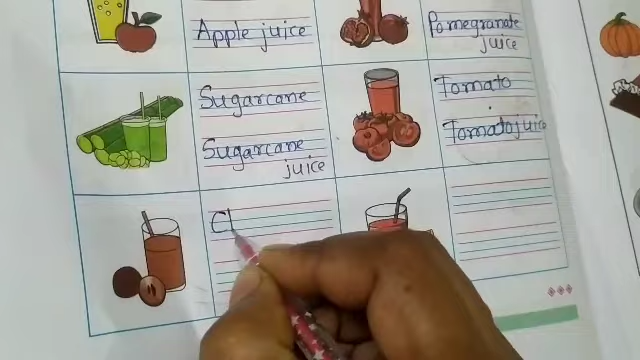 Apple juice
Pomegranate
juice
Sugarcane
Sugarcane
juice
Tomato
Tomato juice